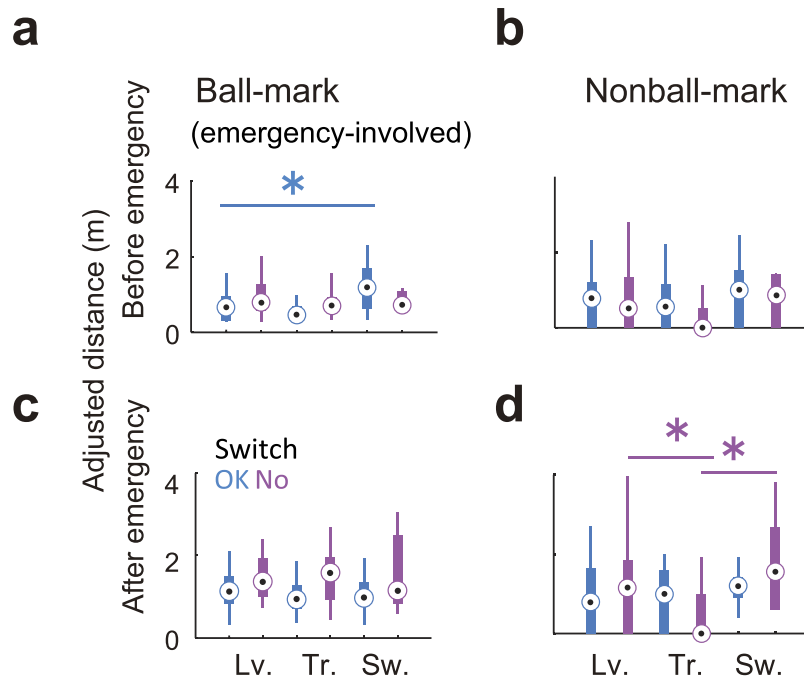 a
b
Ball-mark
(emergency-involved)
Nonball-mark
Adjusted distance (m)
Before emergency
4
*
2
0
c
d
After emergency
Switch
OK No
* *
4
2
0
Lv. Tr. Sw.
Lv. Tr. Sw.